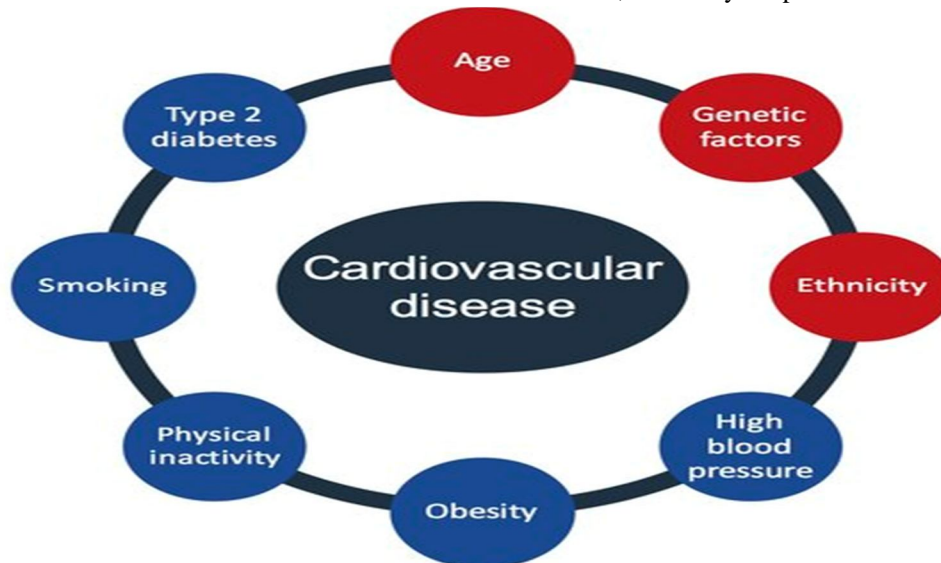 Age
Genetic
factors
Ethnicity
High
blood
pressure
Obesity
Physical
inactivity
Smoking
Type 2
diabetes
Cardiovascular
disease